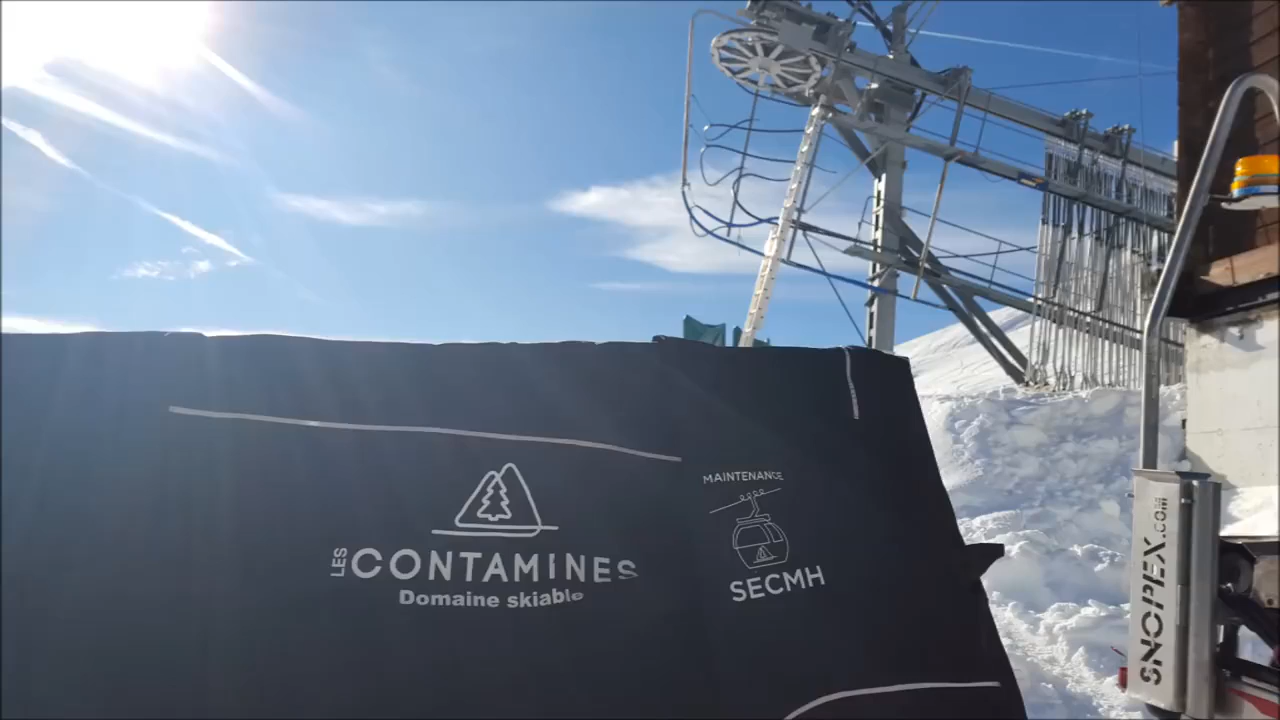 LES CONTAMINES
Domaine skiable
MAINTENANCE
SECMH
SNOPEX.com